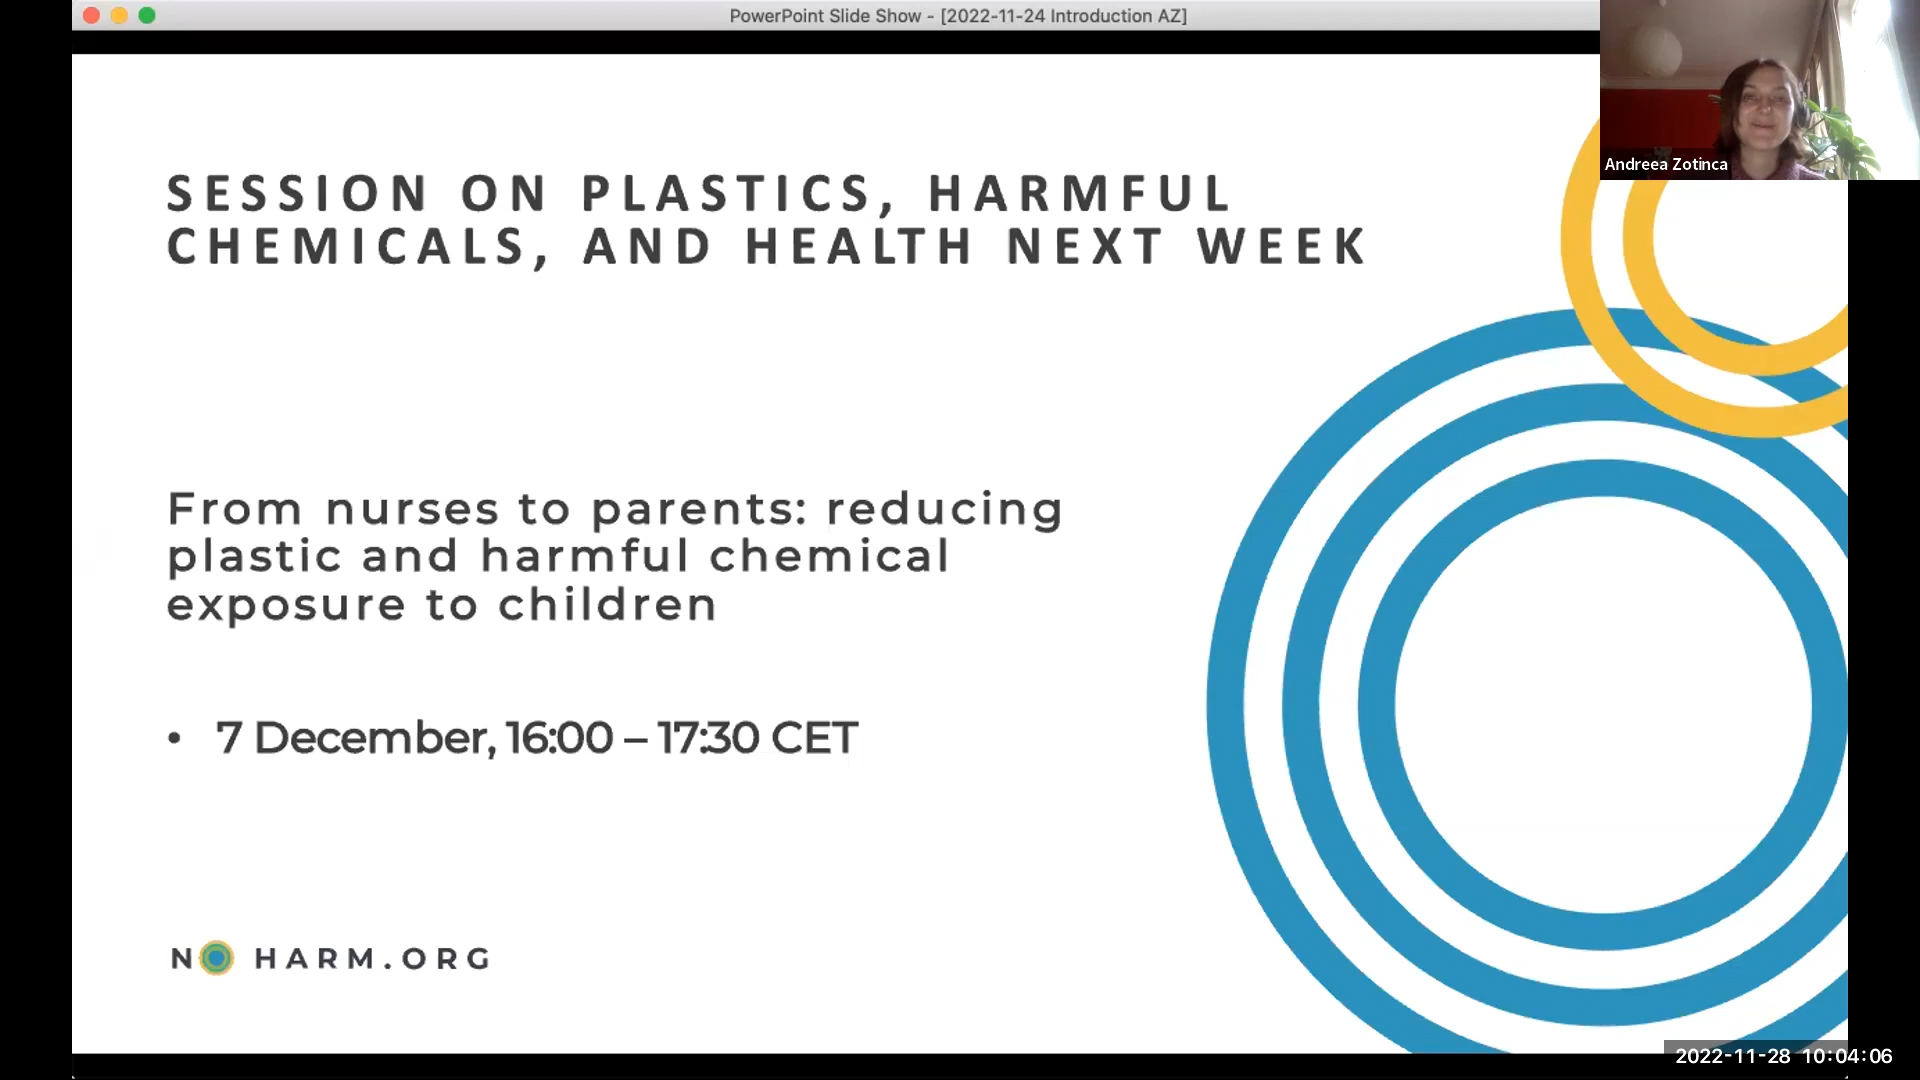 PowerPoint Slide Show - [2022-11-24 Introduction AZ]
Andreea Zotinca
SESSION ON PLASTICS, HARMFUL
CHEMICALS, AND HEALTH NEXT WEEK
From nurses to parents: reducing
plastic and harmful chemical
exposure to children
• 7 December, 16:00 – 17:30 CET
NO HARM.ORG
2022-11-28 10:04:06